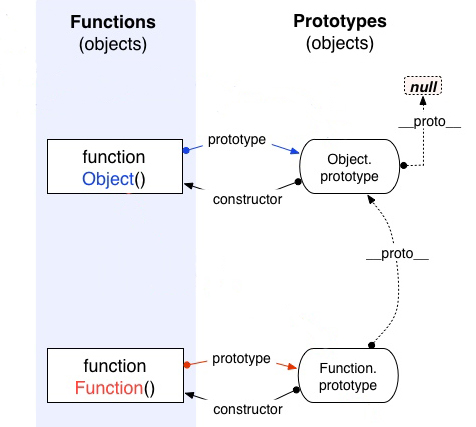 Functions
(objects)
Prototypes
(objects)
null
__proto__
prototype
function
Object()
Object.
prototype
constructor
__proto__
prototype
function
Function()
Function.
prototype
constructor